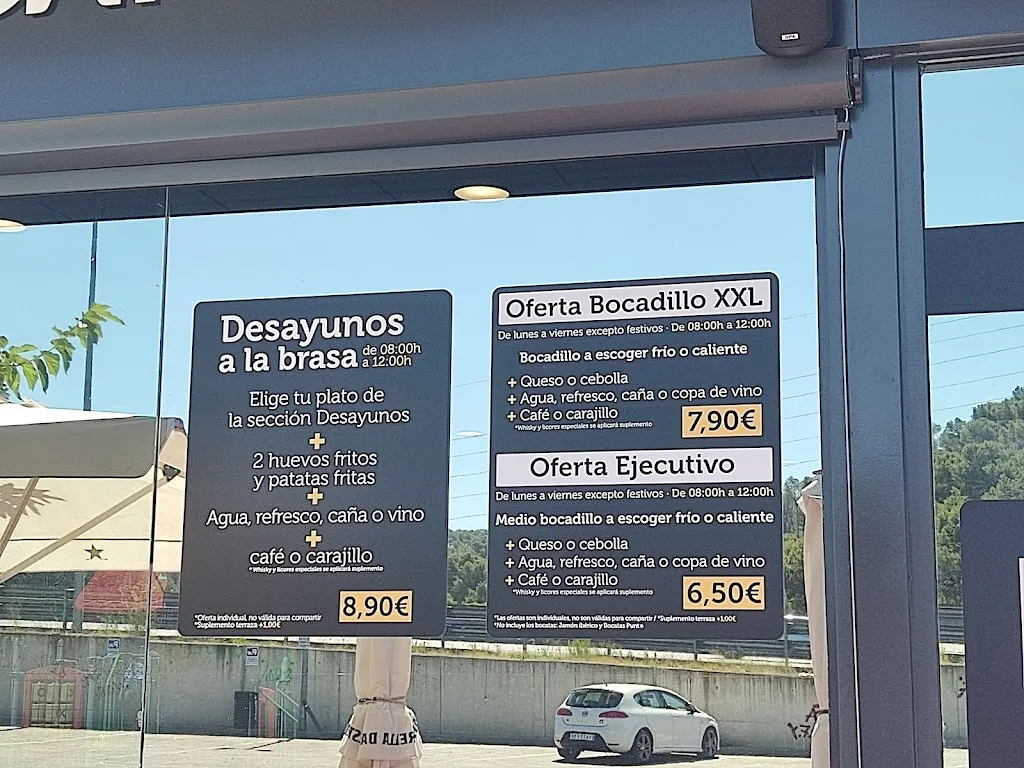 Desayunos
a la brasa de 08:00h
a 12:00h
Elige tu plato de
la sección Desayunos
+
2 huevos fritos
y patatas fritas
+
Agua, refresco, caña o vino
+
café o carajillo
* Whisky y licores especiales se aplicará suplemento
8,90€
*Oferta individual, no válida para compartir
*Suplemento terraza +1,00€
Oferta Bocadillo XXL
De lunes a viernes excepto festivos · De 08:00h a 12:00h
Bocadillo a escoger frío o caliente
+ Queso o cebolla
+ Agua, refresco, caña o copa de vino
+ Café o carajillo
*Whisky y licores especiales se aplicará suplemento
7,90€
Oferta Ejecutivo
De lunes a viernes excepto festivos · De 08:00h a 12:00h
Medio bocadillo a escoger frío o caliente
+ Queso o cebolla
+ Agua, refresco, caña o copa de vino
+ Café o carajillo
*Whisky y licores especiales se aplicará suplemento
6,50€
*Las ofertas son individuales, no son válidas para compartir / *Suplemento terraza +1,00€
*No incluye los bocatas: Jamón Ibérico y Bocatas Punt e